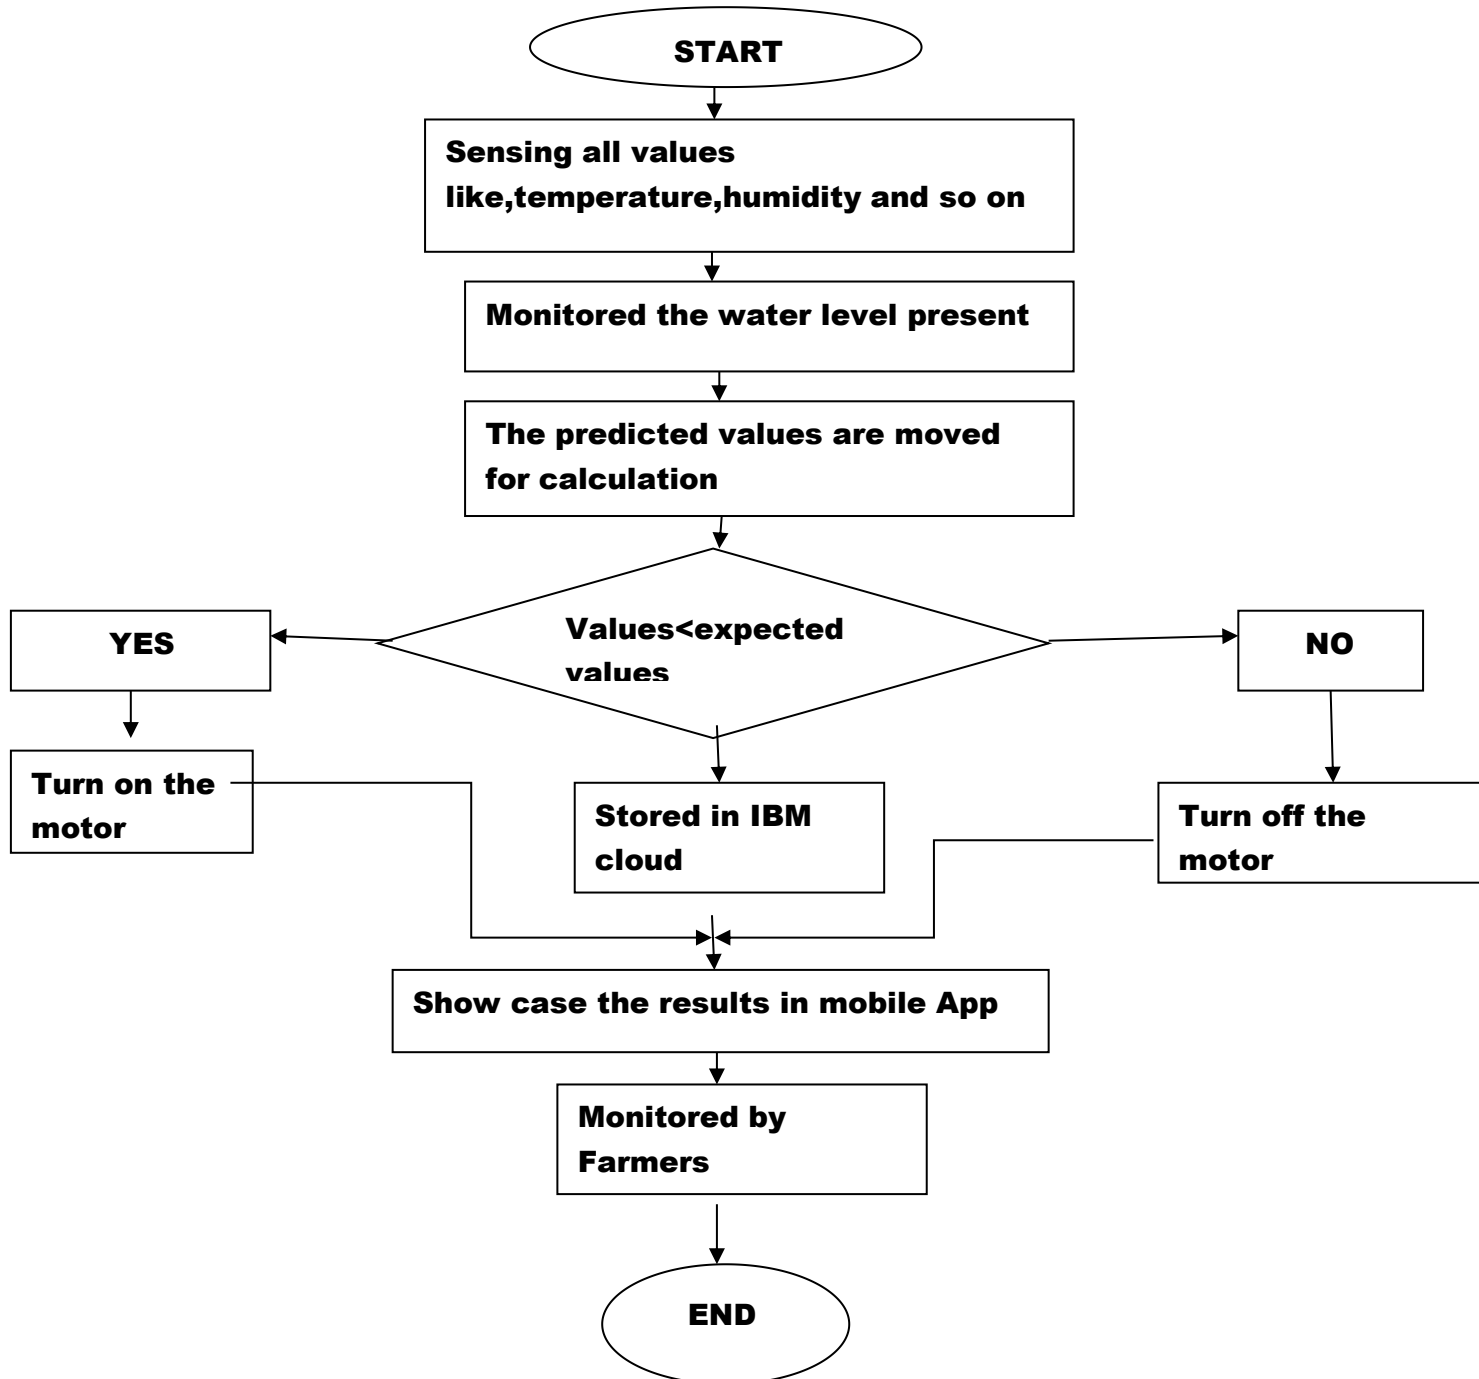 START
Sensing all values
like,temperature,humidity and so on
Monitored the water level present
The predicted values are moved
for calculation
Values<expected
values
YES
NO
Turn on the
motor
Stored in IBM
cloud
Turn off the
motor
Show case the results in mobile App
Monitored by
Farmers
END